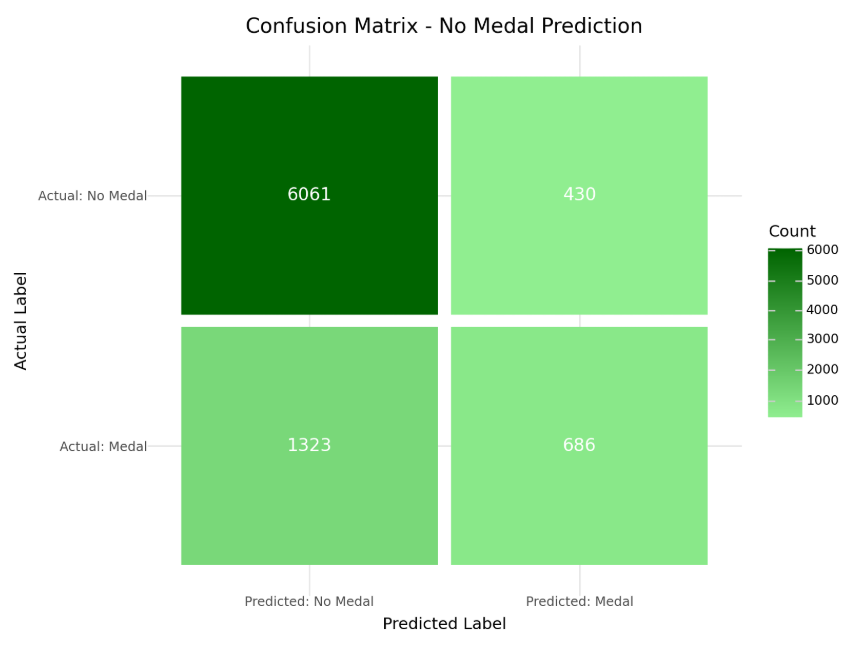 Confusion Matrix - No Medal Prediction
Actual: No Medal
6061
430
Actual: Medal
1323
686
Predicted: No Medal
Predicted: Medal
Predicted Label
Actual Label
Count
6000
5000
4000
3000
2000
1000